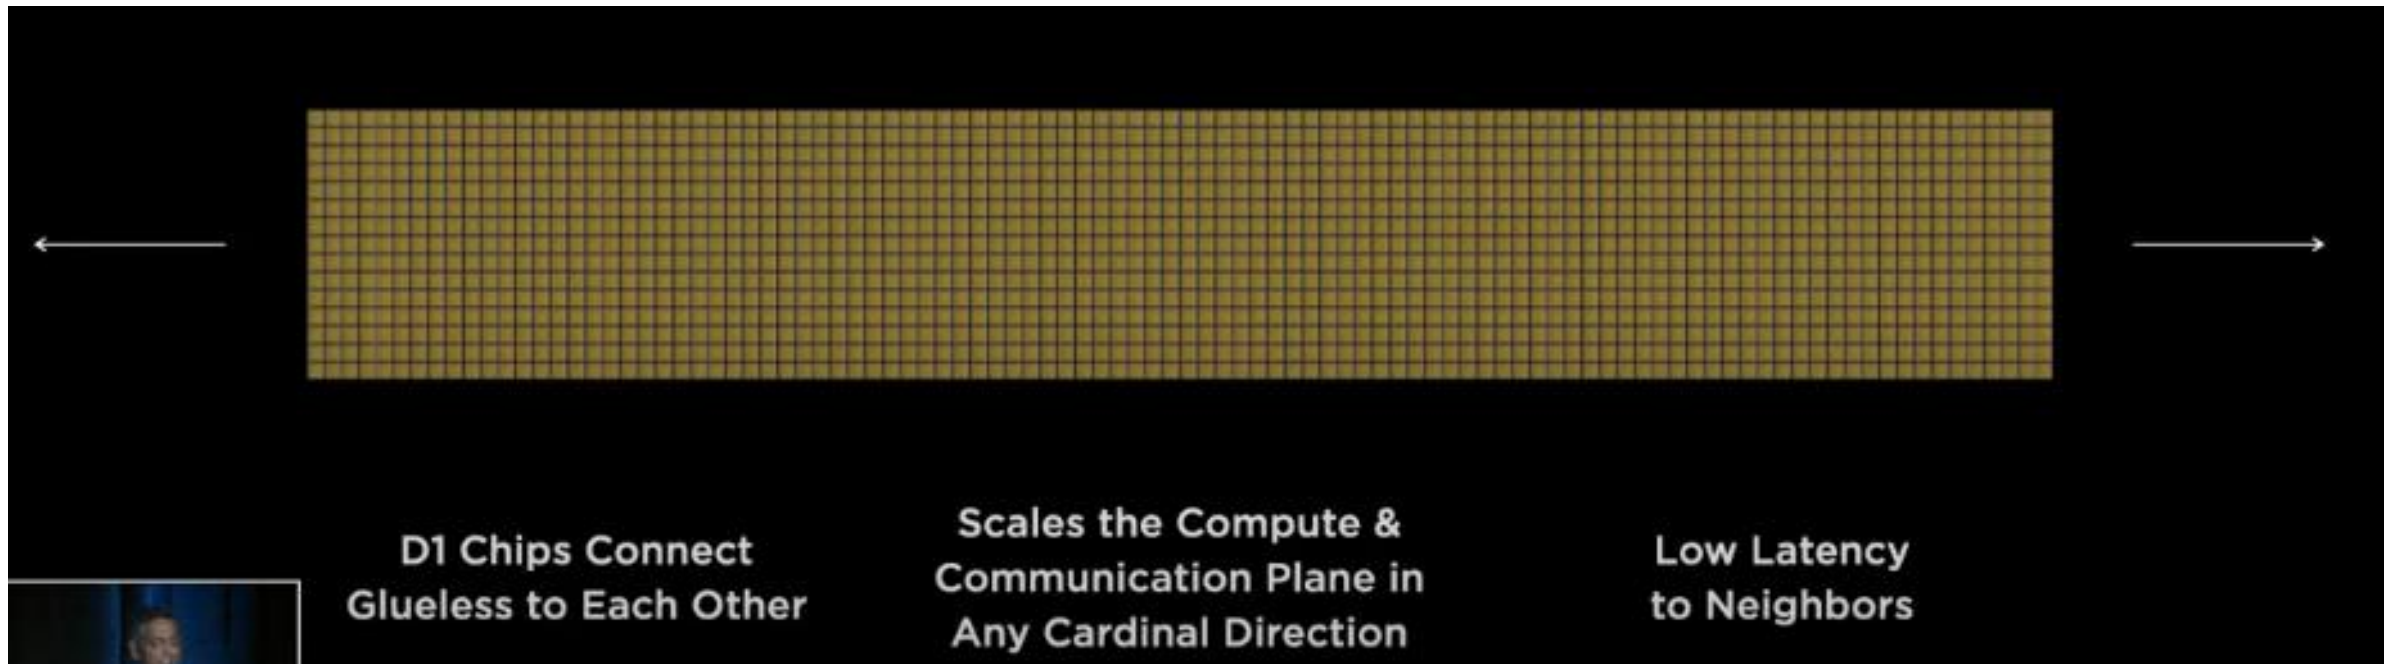 D1 Chips Connect
Glueless to Each Other
Scales the Compute &
Communication Plane in
Any Cardinal Direction
Low Latency
to Neighbors